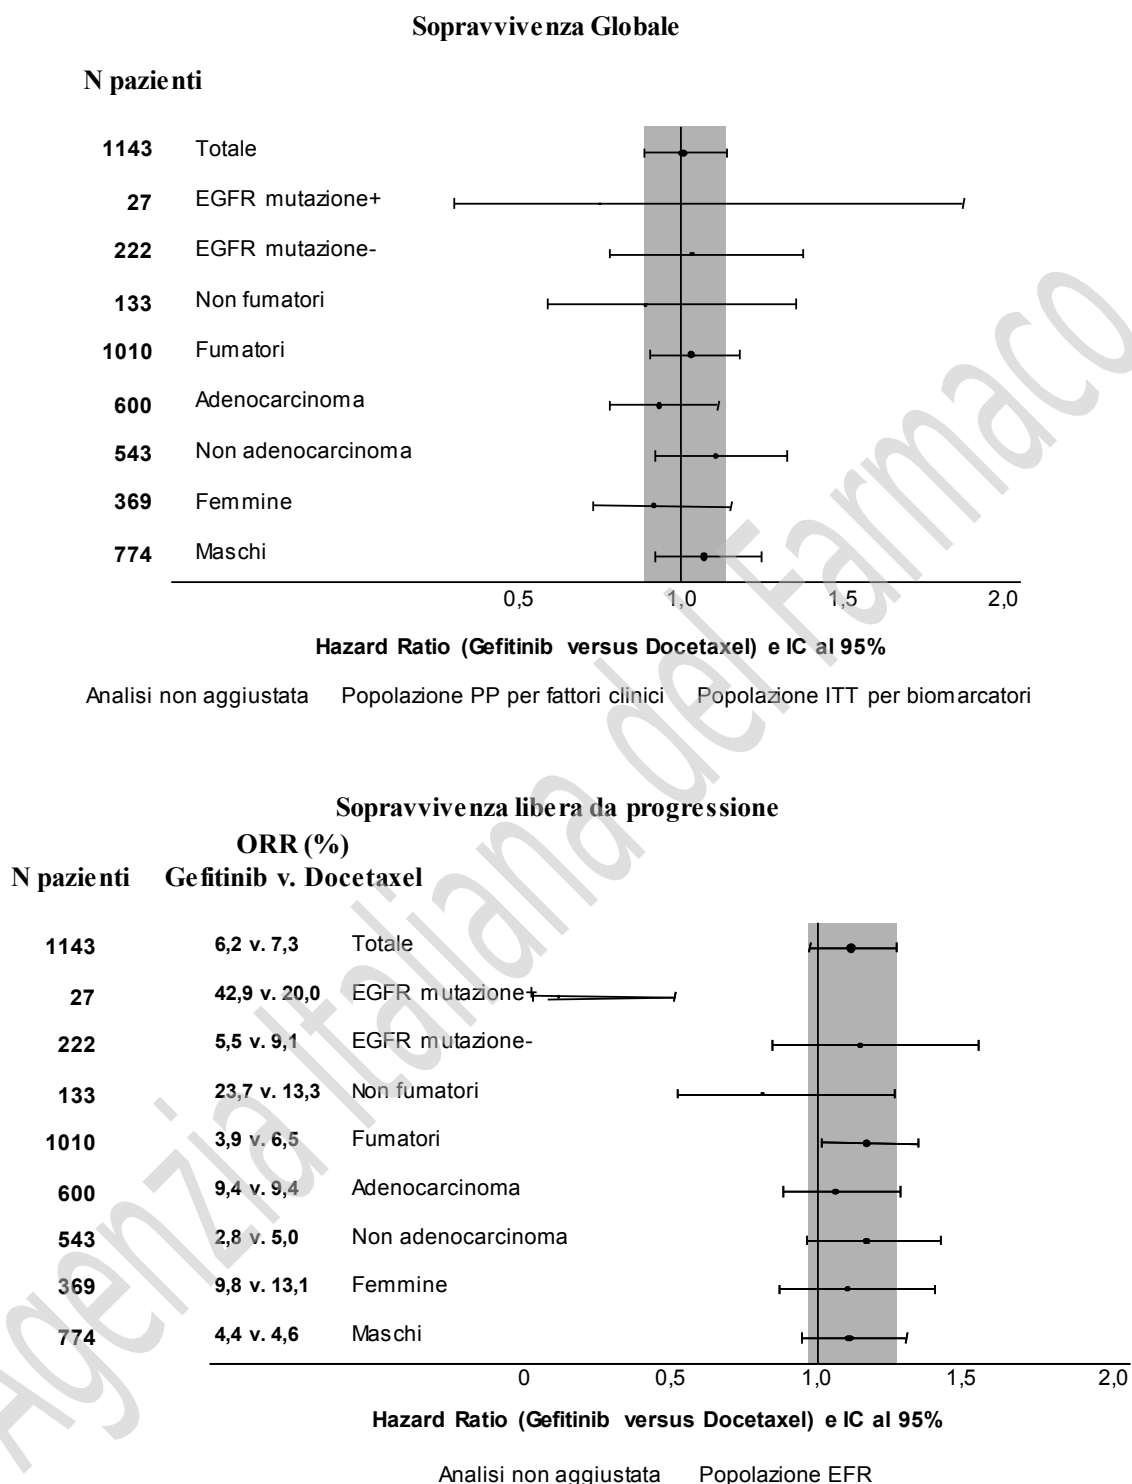 Sopravvivenza Globale
N pazienti
1143 Totale
27 EGFR mutazione+
222 EGFR mutazione-
133 Non fumatori
1010 Fumatori
600 Adenocarcinoma
543 Non adenocarcinoma
369 Femmine
774 Maschi
0,5 1,0 1,5 2,0
Hazard Ratio (Gefitinib versus Docetaxel) e IC al 95%
Analisi non aggiustata Popolazione PP per fattori clinici Popolazione ITT per biomarcatori
Sopravvivenza libera da progressione
ORR (%)
N pazienti Gefitinib v. Docetaxel
1143 6,2 v. 7,3 Totale
27 42,9 v. 20,0 EGFR mutazione+
222 5,5 v. 9,1 EGFR mutazione-
133 23,7 v. 13,3 Non fumatori
1010 3,9 v. 6,5 Fumatori
600 9,4 v. 9,4 Adenocarcinoma
543 2,8 v. 5,0 Non adenocarcinoma
369 9,8 v. 13,1 Femmine
774 4,4 v. 4,6 Maschi
0 0,5 1,0 1,5 2,0
Hazard Ratio (Gefitinib versus Docetaxel) e IC al 95%
Analisi non aggiustata Popolazione EFR
Agenzia Italiana del Farmaco